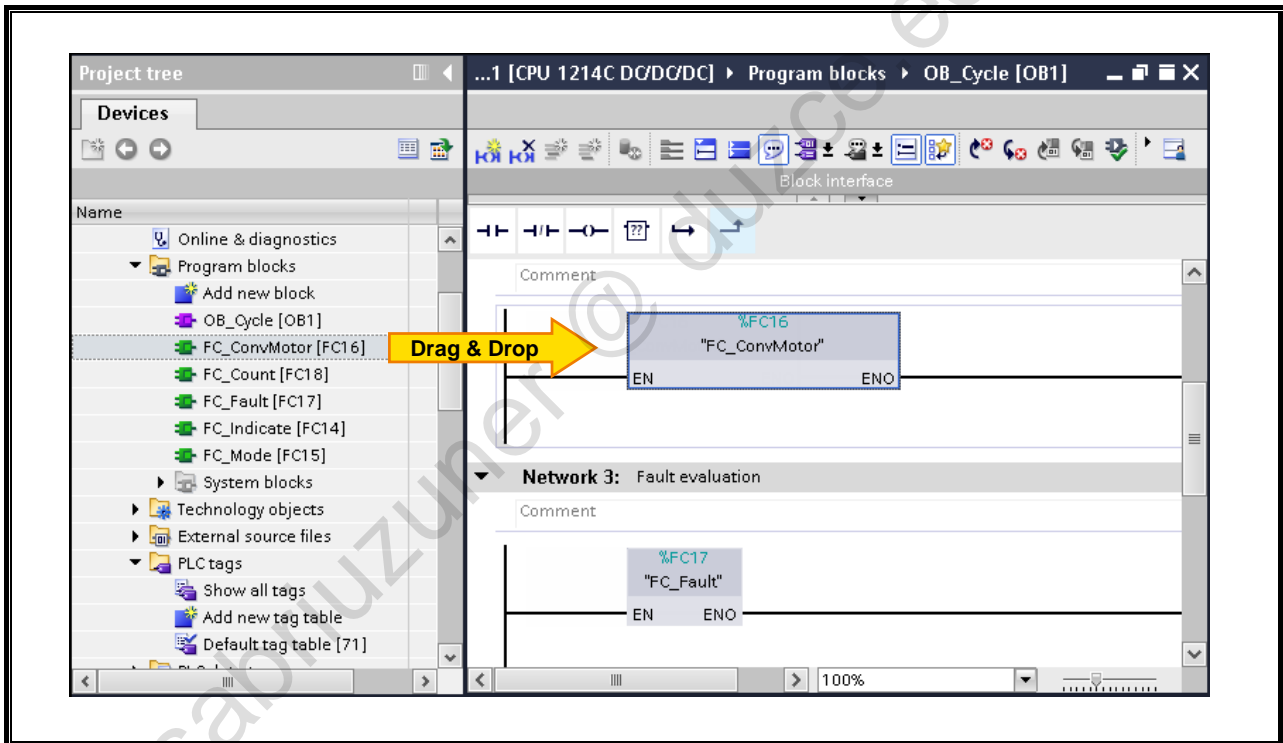 Project tree
Devices
Name
Online & diagnostics
Program blocks
Add new block
OB_Cycle [OB1]
FC_ConvMotor [FC16]
FC_Count [FC18]
FC_Fault [FC17]
FC_Indicate [FC14]
FC_Mode [FC15]
System blocks
Technology objects
External source files
PLC tags
Show all tags
Add new tag table
Default tag table [71]
Drag & Drop
...1 [CPU 1214C DC/DC/DC] Program blocks OB_Cycle [OB1]
Block interface
??
Comment
%FC16
"FC_ConvMotor"
EN ENO
Network 3: Fault evaluation
Comment
%FC17
"FC_Fault"
EN ENO
100%
sabriuzuner @ duzce.e